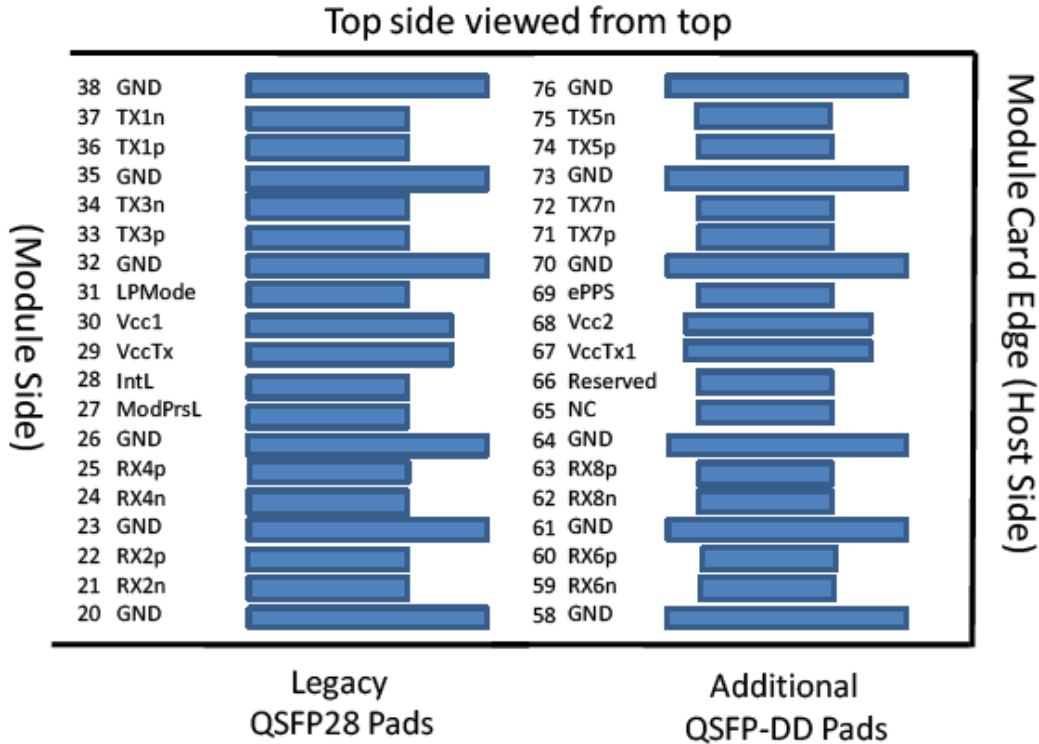 Top side viewed from top
38 GND 76 GND
37 TX1n 75 TX5n
36 TX1p 74 TX5p
35 GND 73 GND
34 TX3n 72 TX7n
33 TX3p 71 TX7p
32 GND 70 GND
31 LPMode 69 ePPS
30 Vcc1 68 Vcc2
29 VccTx 67 VccTx1
28 IntL 66 Reserved
27 ModPrsL 65 NC
26 GND 64 GND
25 RX4p 63 RX8p
24 RX4n 62 RX8n
23 GND 61 GND
22 RX2p 60 RX6p
21 RX2n 59 RX6n
20 GND 58 GND
(Module Side)
Module Card Edge (Host Side)
Legacy
QSFP28 Pads
Additional
QSFP-DD Pads